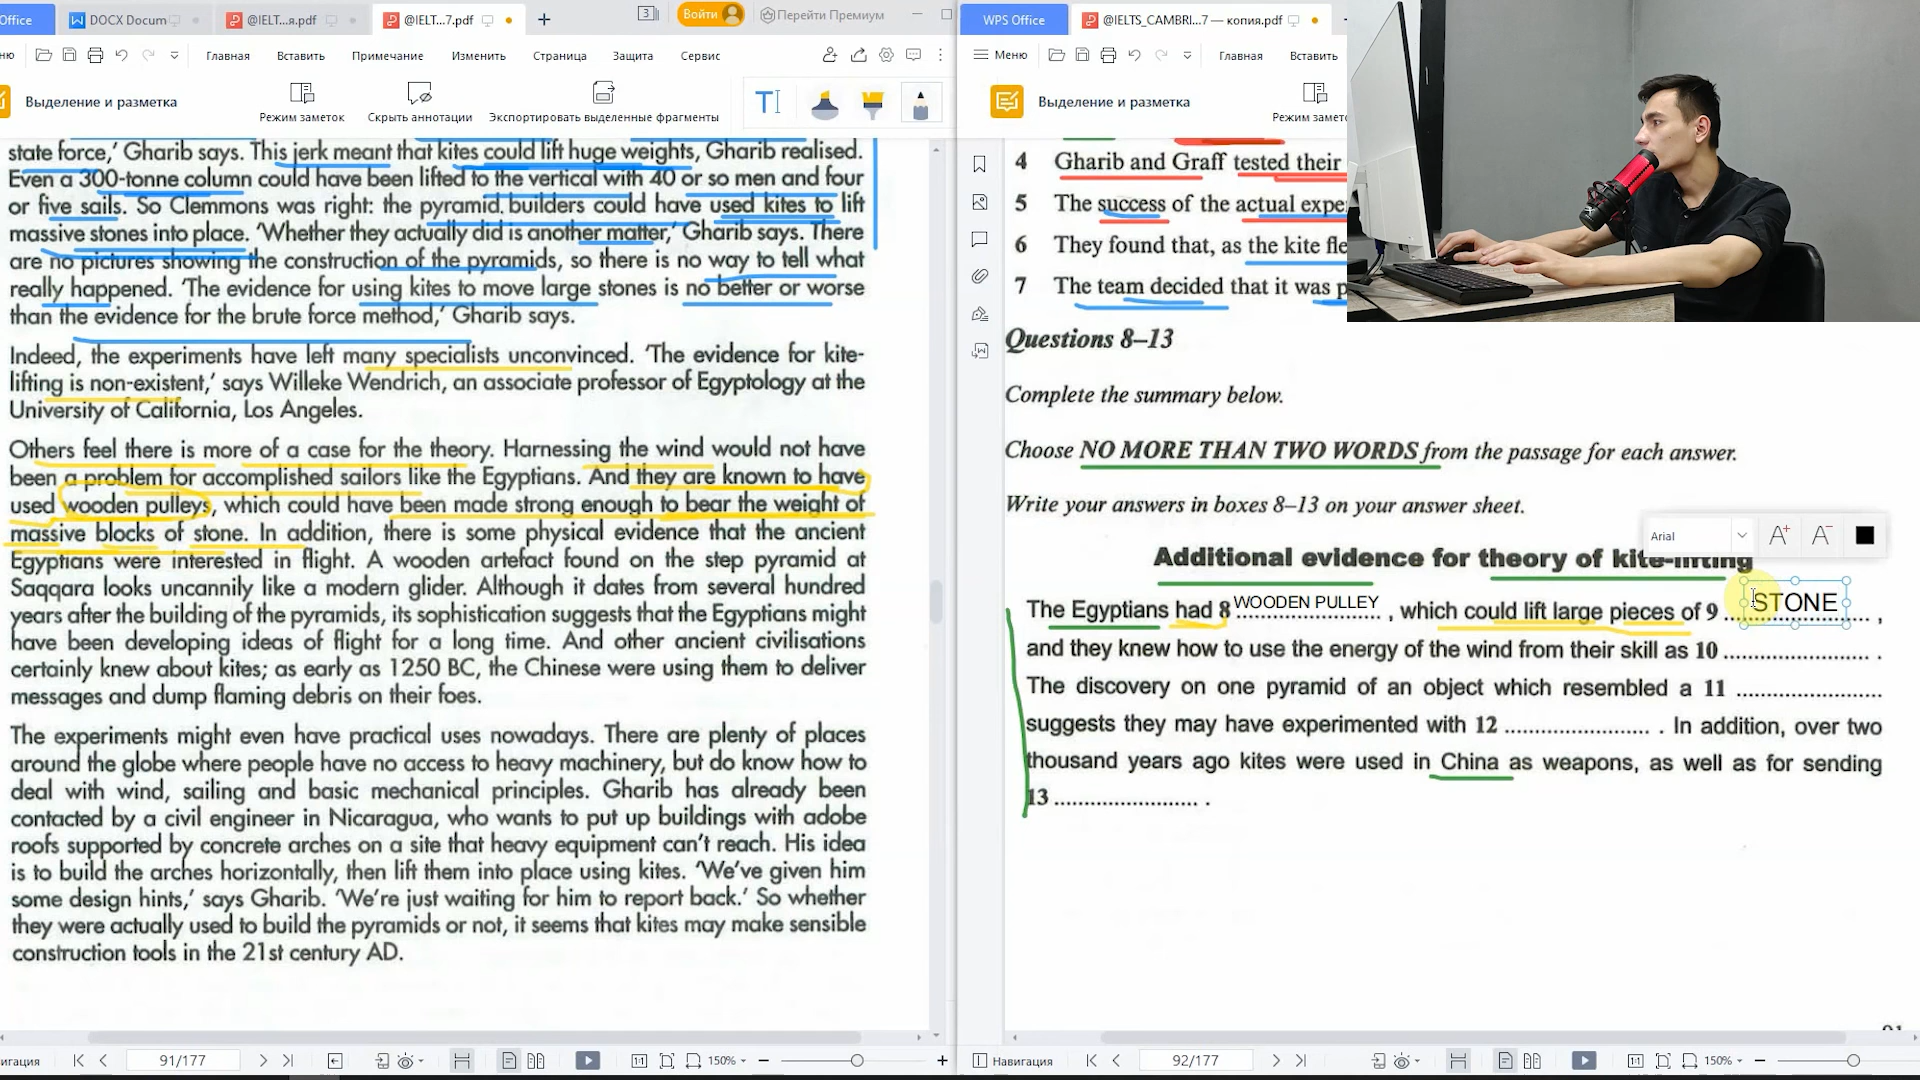 Office
DOCX Docum
@IELT...я.pdf
@IELT...7.pdf
3
Войти
Перейти Премиум
Главная
Вставить
Примечание
Изменить
Страница
Защита
Сервис
Выделение и разметка
Режим заметок
Скрыть аннотации
Экспортировать выделенные фрагменты
state force,’ Gharib says. This jerk meant that kites could lift huge weights, Gharib realised.
Even a 300-tonne column could have been lifted to the vertical with 40 or so men and four
or five sails. So Clemmons was right: the pyramid builders could have used kites to lift
massive stones into place. ‘Whether they actually did is another matter,’ Gharib says. There
are no pictures showing the construction of the pyramids, so there is no way to tell what
really happened. ‘The evidence for using kites to move large stones is no better or worse
than the evidence for the brute force method,’ Gharib says.
Indeed, the experiments have left many specialists unconvinced. ‘The evidence for kite-
lifting is non-existent,’ says Willeke Wendrich, an associate professor of Egyptology at the
University of California, Los Angeles.
Others feel there is more of a case for the theory. Harnessing the wind would not have
been a problem for accomplished sailors like the Egyptians. And they are known to have
used wooden pulleys, which could have been made strong enough to bear the weight of
massive blocks of stone. In addition, there is some physical evidence that the ancient
Egyptians were interested in flight. A wooden artefact found on the step pyramid at
Saqqara looks uncannily like a modern glider. Although it dates from several hundred
years after the building of the pyramids, its sophistication suggests that the Egyptians might
have been developing ideas of flight for a long time. And other ancient civilisations
certainly knew about kites; as early as 1250 BC, the Chinese were using them to deliver
messages and dump flaming debris on their foes.
The experiments might even have practical uses nowadays. There are plenty of places
around the globe where people have no access to heavy machinery, but do know how to
deal with wind, sailing and basic mechanical principles. Gharib has already been
contacted by a civil engineer in Nicaragua, who wants to put up buildings with adobe
roofs supported by concrete arches on a site that heavy equipment can’t reach. His idea
is to build the arches horizontally, then lift them into place using kites. ‘We’ve given him
some design hints,’ says Gharib. ‘We’re just waiting for him to report back.’ So whether
they were actually used to build the pyramids or not, it seems that kites may make sensible
construction tools in the 21st century AD.
91/177
150%
WPS Office
@IELTS_CAMBRI...7 — копия.pdf
Меню
Главная
Вставить
Выделение и разметка
Режим замето
4 Gharib and Graff tested their
5 The success of the actual expe
6 They found that, as the kite fle
7 The team decided that it was p
Questions 8–13
Complete the summary below.
Choose NO MORE THAN TWO WORDS from the passage for each answer.
Write your answers in boxes 8–13 on your answer sheet.
Arial
Additional evidence for theory of kite-lifting
The Egyptians had 8 WOODEN PULLEY , which could lift large pieces of 9 STONE ,
and they knew how to use the energy of the wind from their skill as 10 ........................ .
The discovery on one pyramid of an object which resembled a 11 ........................
suggests they may have experimented with 12 ........................ . In addition, over two
thousand years ago kites were used in China as weapons, as well as for sending
13 ........................ .
Навигация
92/177
150%